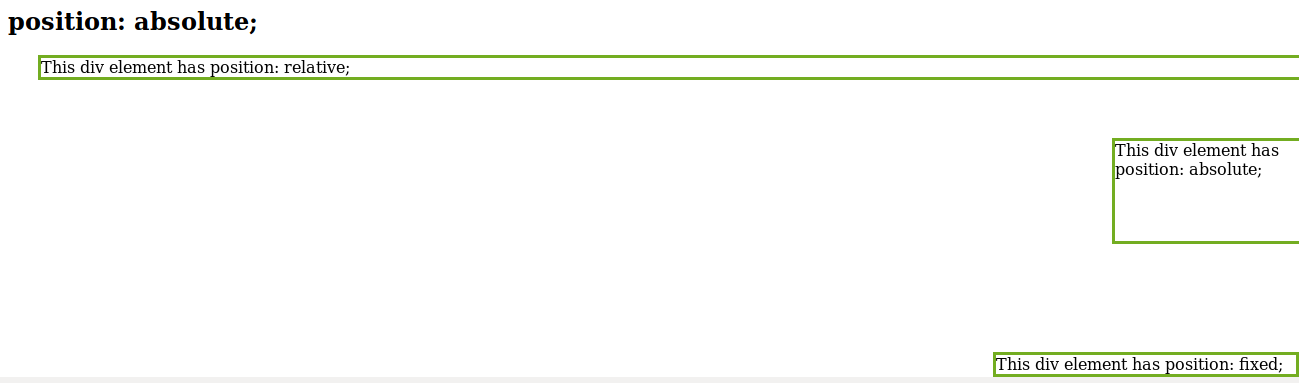 position: absolute;
This div element has position: relative;
This div element has
position: absolute;
This div element has position: fixed;